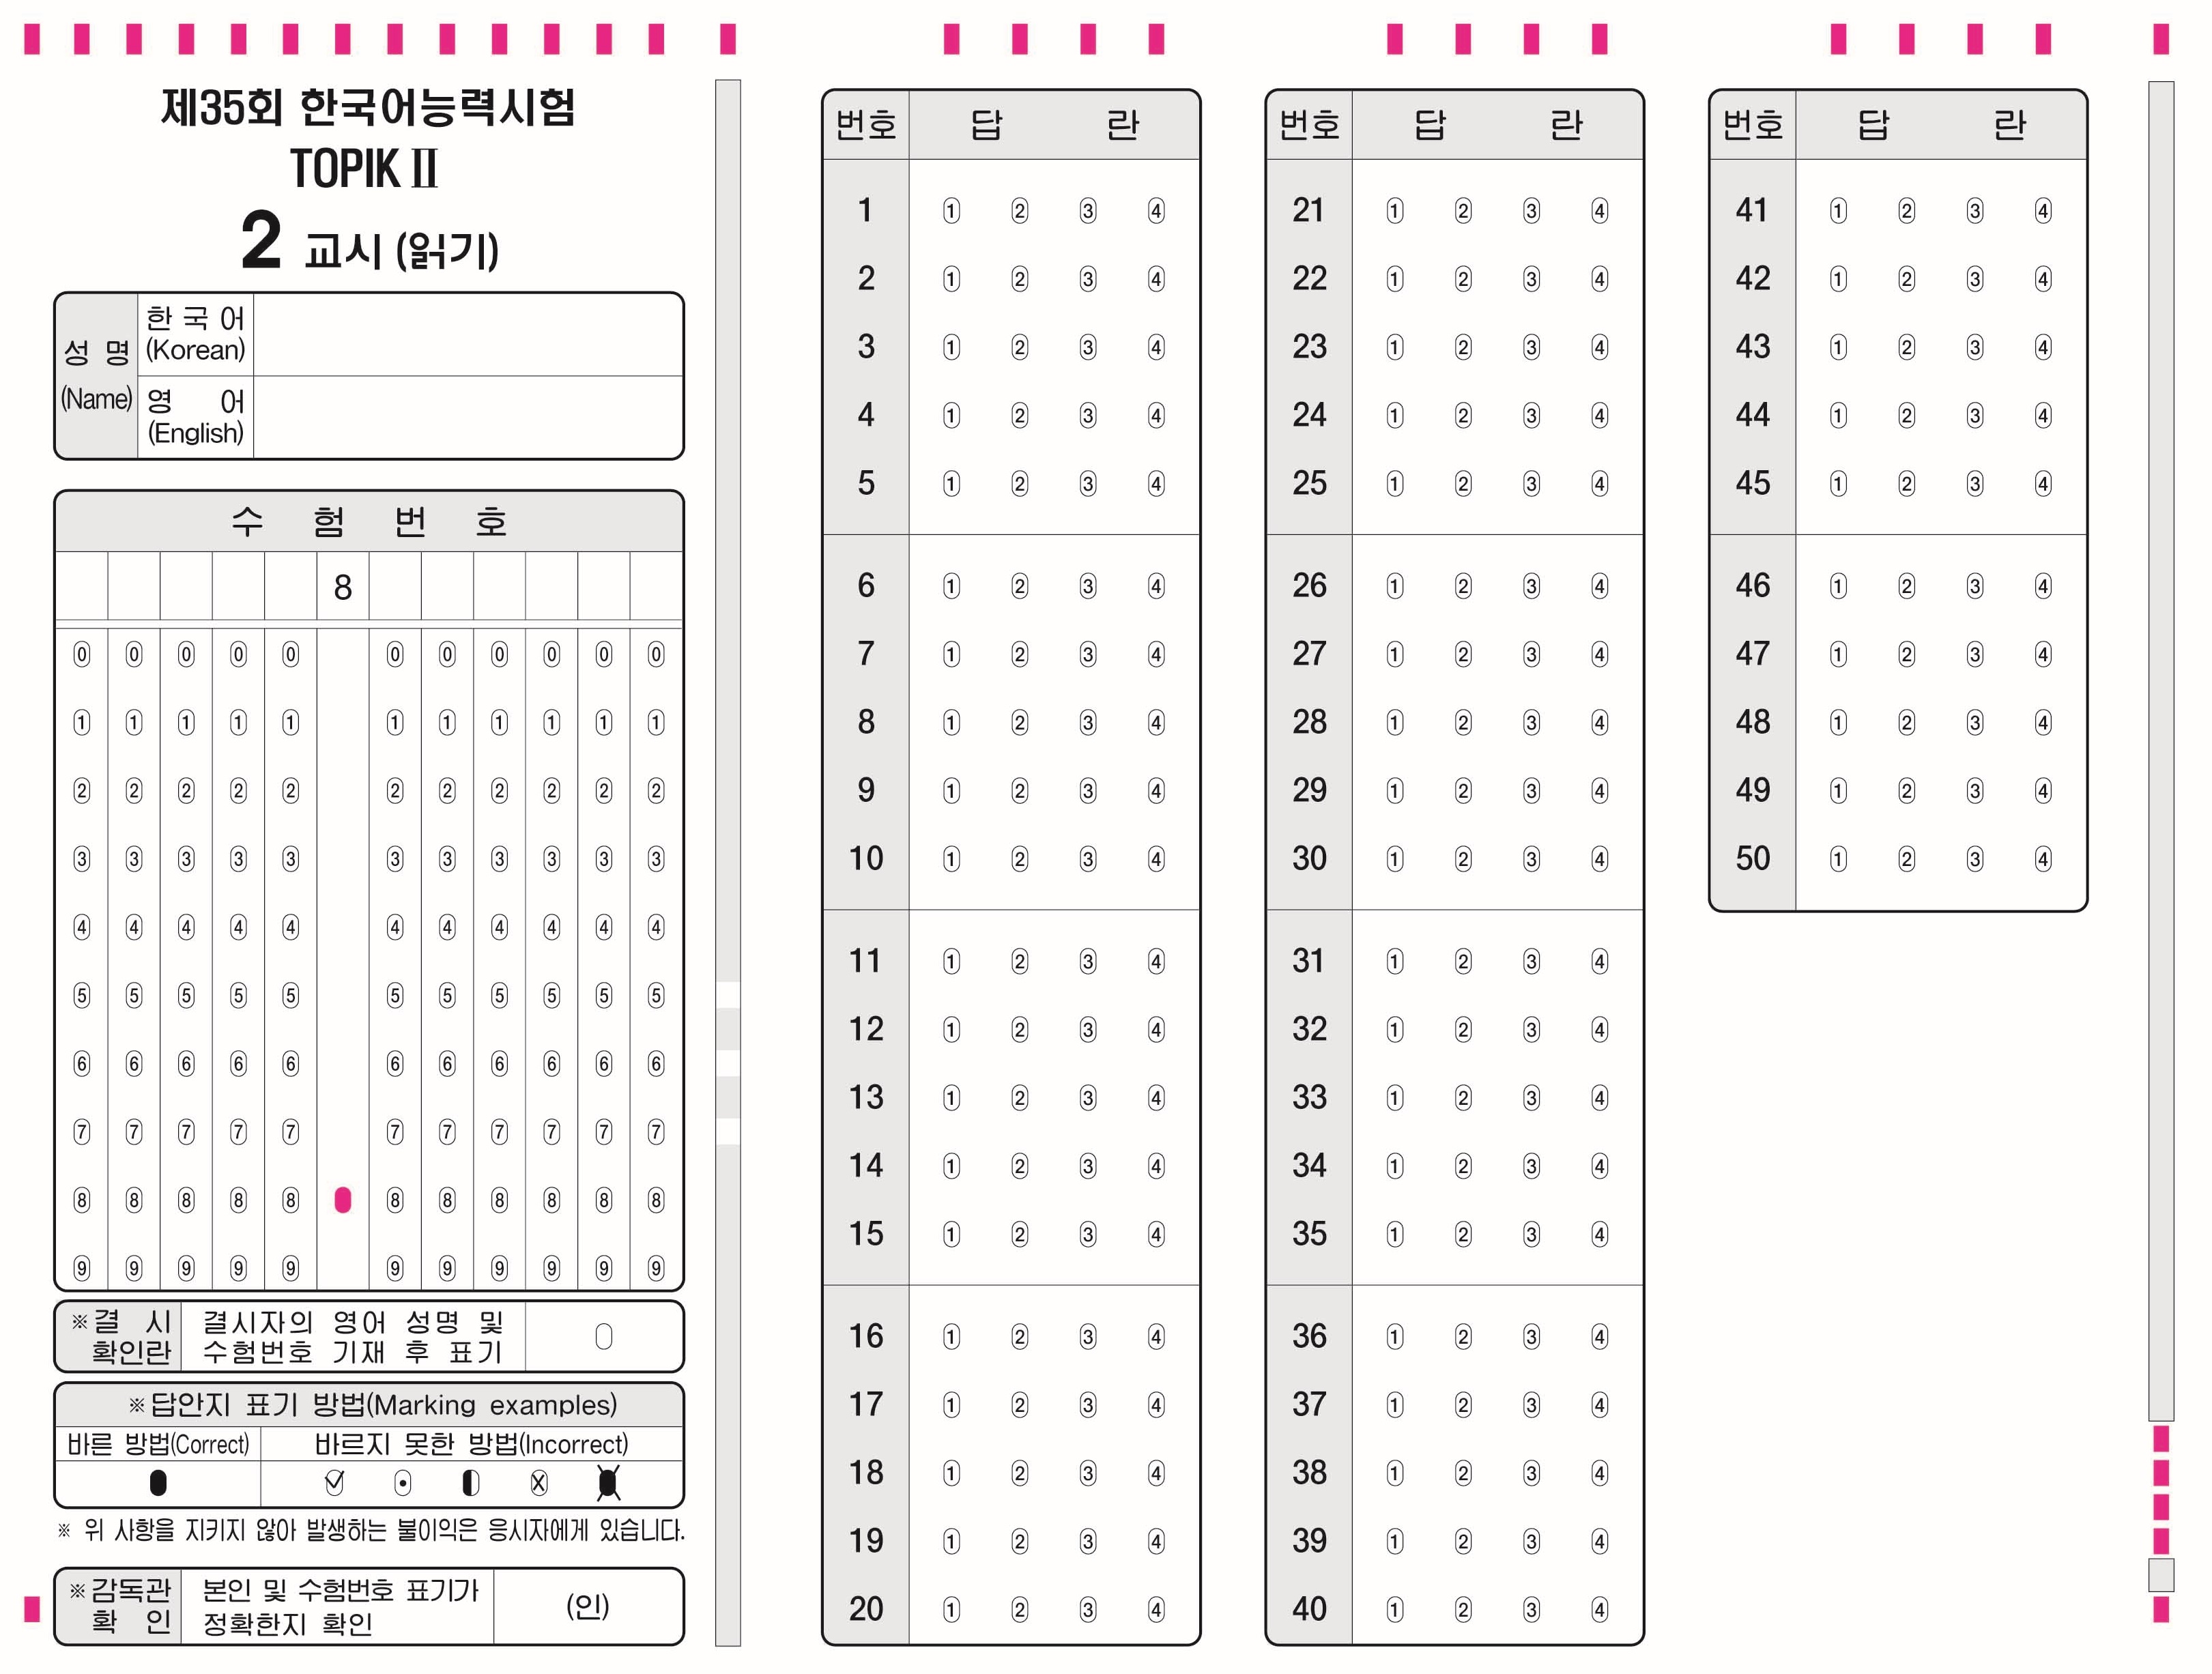 제35회 한국어능력시험
TOPIK Ⅱ
2 교시 (읽기)
성 명
(Name)
한 국 어
(Korean)
영 어
(English)
수 험 번 호
8
0 0 0 0 0 0 0 0 0 0 0
1 1 1 1 1 1 1 1 1 1 1
2 2 2 2 2 2 2 2 2 2 2
3 3 3 3 3 3 3 3 3 3 3
4 4 4 4 4 4 4 4 4 4 4
5 5 5 5 5 5 5 5 5 5 5
6 6 6 6 6 6 6 6 6 6 6
7 7 7 7 7 7 7 7 7 7 7
8 8 8 8 8 8 8 8 8 8 8
9 9 9 9 9 9 9 9 9 9 9
※결 시
확인란
결시자의 영어 성명 및
수험번호 기재 후 표기
※답안지 표기 방법(Marking examples)
바른 방법(Correct) 바르지 못한 방법(Incorrect)
※ 위 사항을 지키지 않아 발생하는 불이익은 응시자에게 있습니다.
※감독관
확 인
본인 및 수험번호 표기가
정확한지 확인
(인)
번호 답 란
1 ① ② ③ ④
2 ① ② ③ ④
3 ① ② ③ ④
4 ① ② ③ ④
5 ① ② ③ ④
6 ① ② ③ ④
7 ① ② ③ ④
8 ① ② ③ ④
9 ① ② ③ ④
10 ① ② ③ ④
11 ① ② ③ ④
12 ① ② ③ ④
13 ① ② ③ ④
14 ① ② ③ ④
15 ① ② ③ ④
16 ① ② ③ ④
17 ① ② ③ ④
18 ① ② ③ ④
19 ① ② ③ ④
20 ① ② ③ ④
번호 답 란
21 ① ② ③ ④
22 ① ② ③ ④
23 ① ② ③ ④
24 ① ② ③ ④
25 ① ② ③ ④
26 ① ② ③ ④
27 ① ② ③ ④
28 ① ② ③ ④
29 ① ② ③ ④
30 ① ② ③ ④
31 ① ② ③ ④
32 ① ② ③ ④
33 ① ② ③ ④
34 ① ② ③ ④
35 ① ② ③ ④
36 ① ② ③ ④
37 ① ② ③ ④
38 ① ② ③ ④
39 ① ② ③ ④
40 ① ② ③ ④
번호 답 란
41 ① ② ③ ④
42 ① ② ③ ④
43 ① ② ③ ④
44 ① ② ③ ④
45 ① ② ③ ④
46 ① ② ③ ④
47 ① ② ③ ④
48 ① ② ③ ④
49 ① ② ③ ④
50 ① ② ③ ④